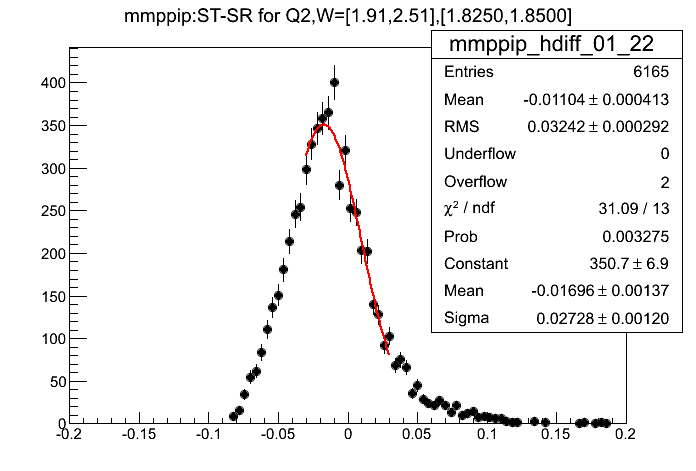 mmppip:ST-SR for Q2,W=[1.91,2.51],[1.8250,1.8500]
mmppip_hdiff_01_22
Entries 6165
Mean -0.01104 ± 0.000413
RMS 0.03242 ± 0.000292
Underflow 0
Overflow 2
χ² / ndf 31.09 / 13
Prob 0.003275
Constant 350.7 ± 6.9
Mean -0.01696 ± 0.00137
Sigma 0.02728 ± 0.00120
400
350
300
250
200
150
100
50
0
-0.2 -0.15 -0.1 -0.05 0 0.05 0.1 0.15 0.2